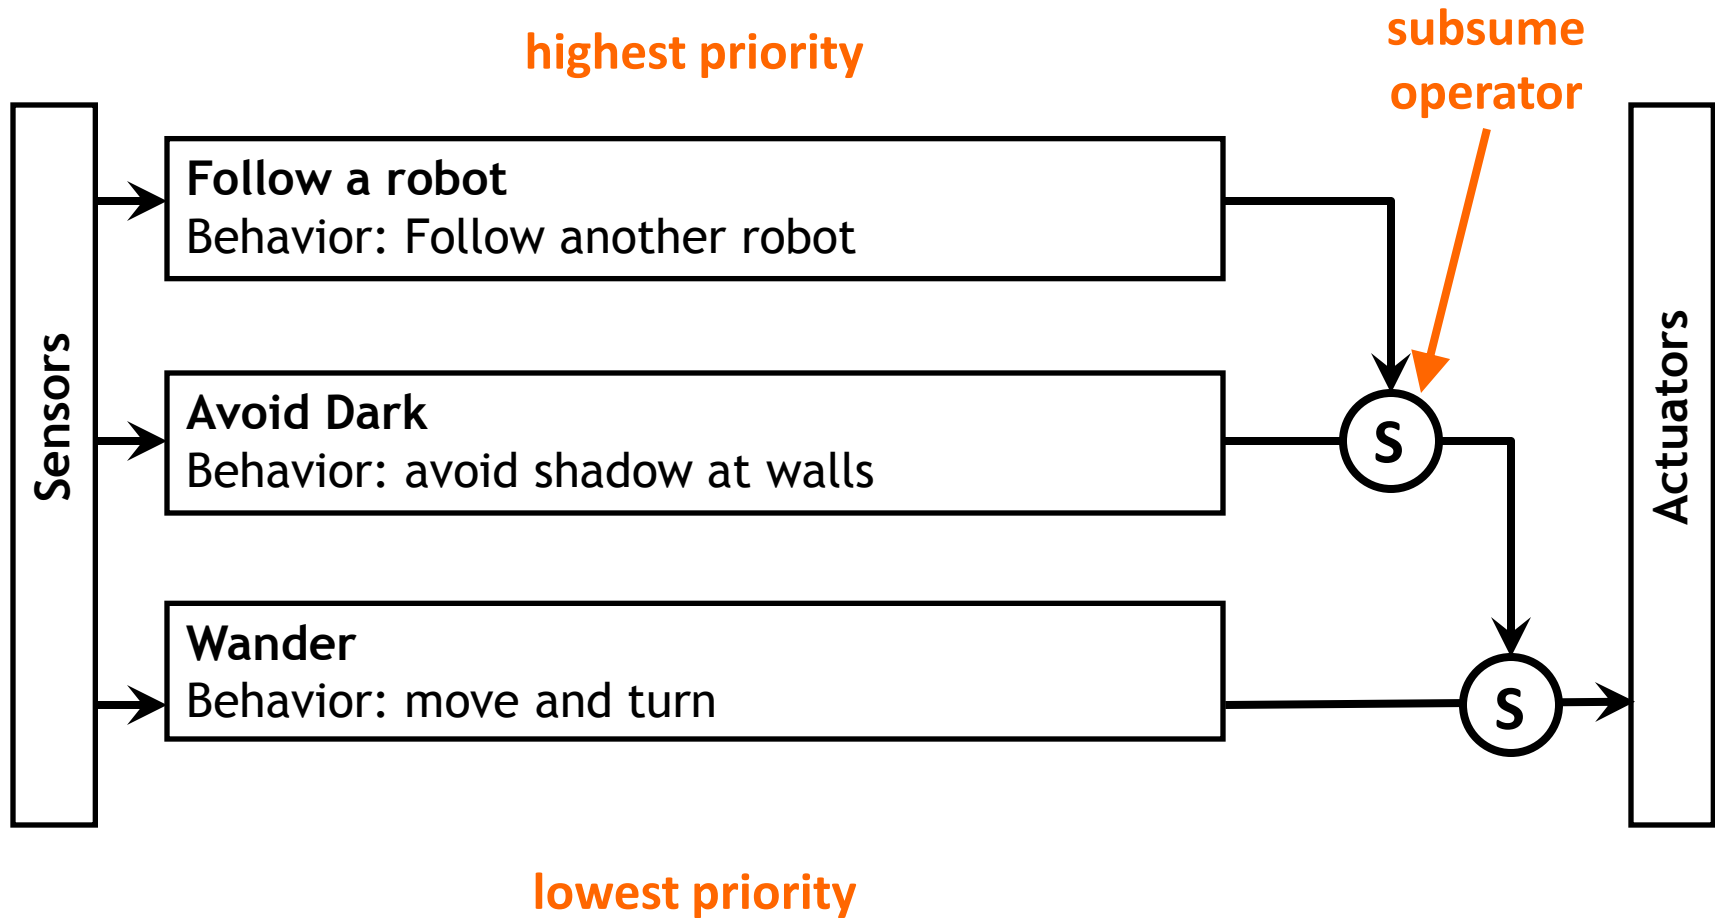 highest priority
subsume
operator
Sensors
Follow a robot
Behavior: Follow another robot
Avoid Dark
Behavior: avoid shadow at walls
S
Wander
Behavior: move and turn
S
Actuators
lowest priority